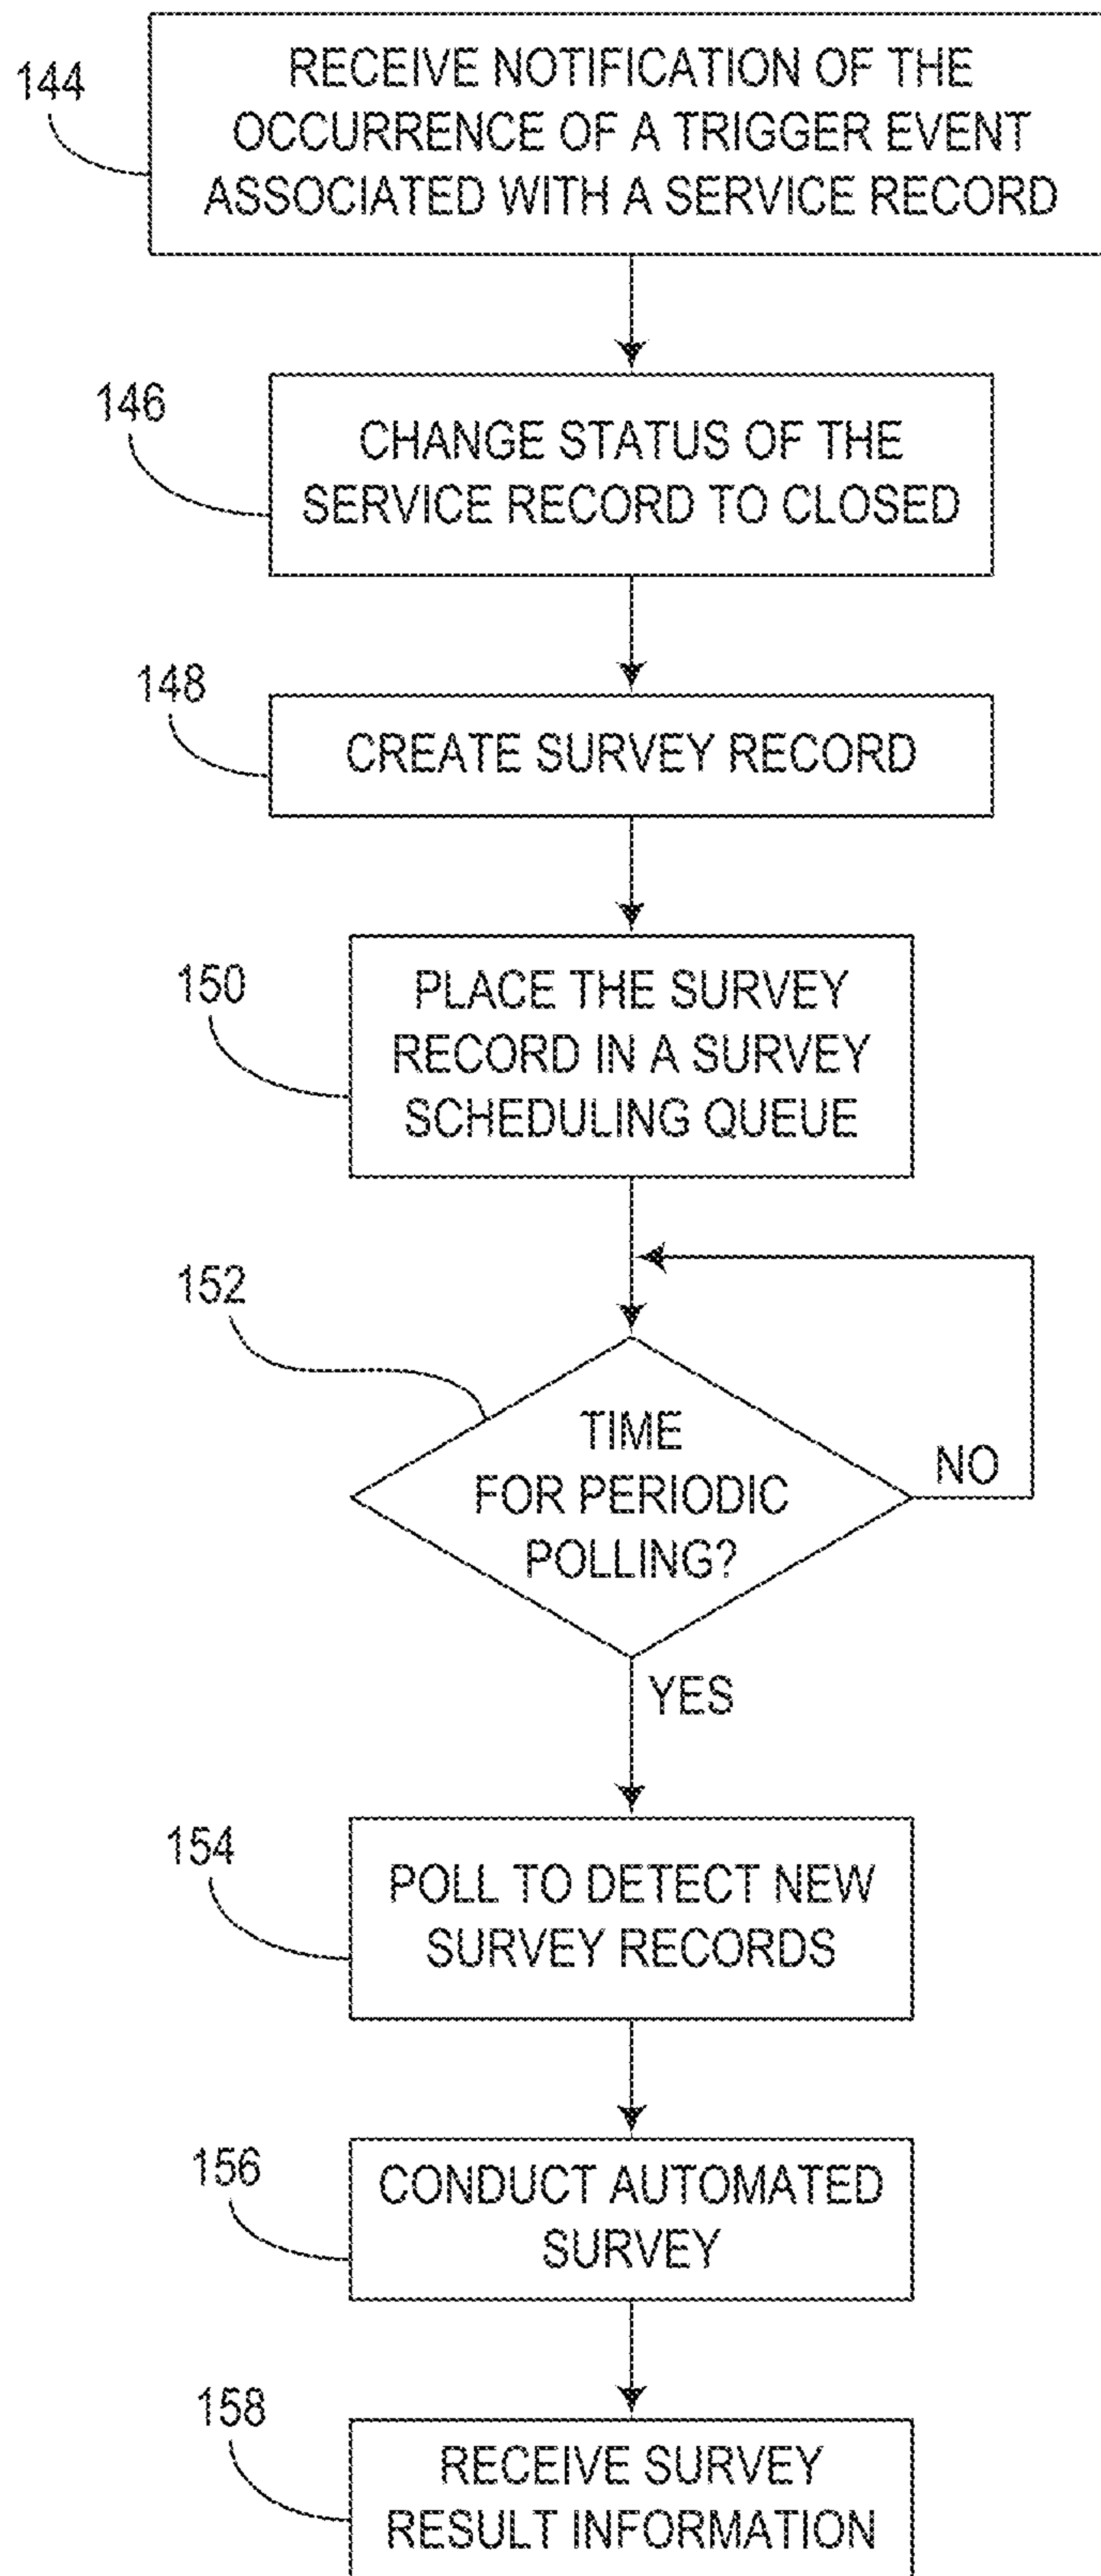 144
RECEIVE NOTIFICATION OF THE
OCCURRENCE OF A TRIGGER EVENT
ASSOCIATED WITH A SERVICE RECORD
146
CHANGE STATUS OF THE
SERVICE RECORD TO CLOSED
148
CREATE SURVEY RECORD
150
PLACE THE SURVEY
RECORD IN A SURVEY
SCHEDULING QUEUE
152
TIME
FOR PERIODIC
POLLING?
NO
YES
154
POLL TO DETECT NEW
SURVEY RECORDS
156
CONDUCT AUTOMATED
SURVEY
158
RECEIVE SURVEY
RESULT INFORMATION